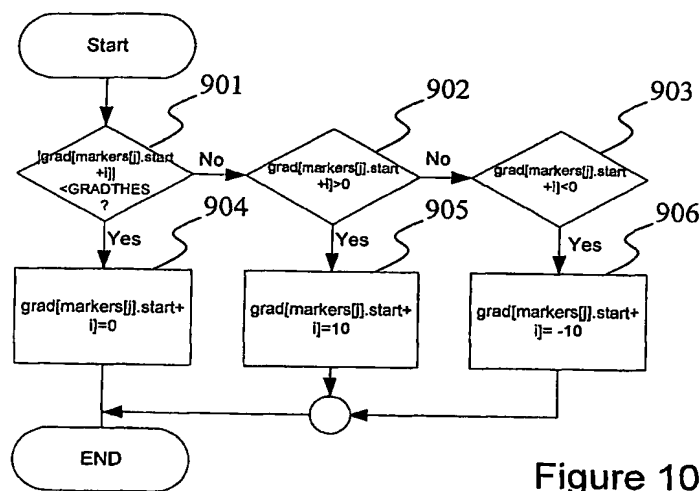 Start
901
902
903
|grad[markers[j].start
+i]|
<GRADTHES
?
No
grad[markers[j].start
+i]>0
No
grad[markers[j].start
+i]<0
904
905
906
Yes
Yes
Yes
grad[markers[j].start+
i]=0
grad[markers[j].start+
i]=10
grad[markers[j].start+
i]= -10
END
Figure 10